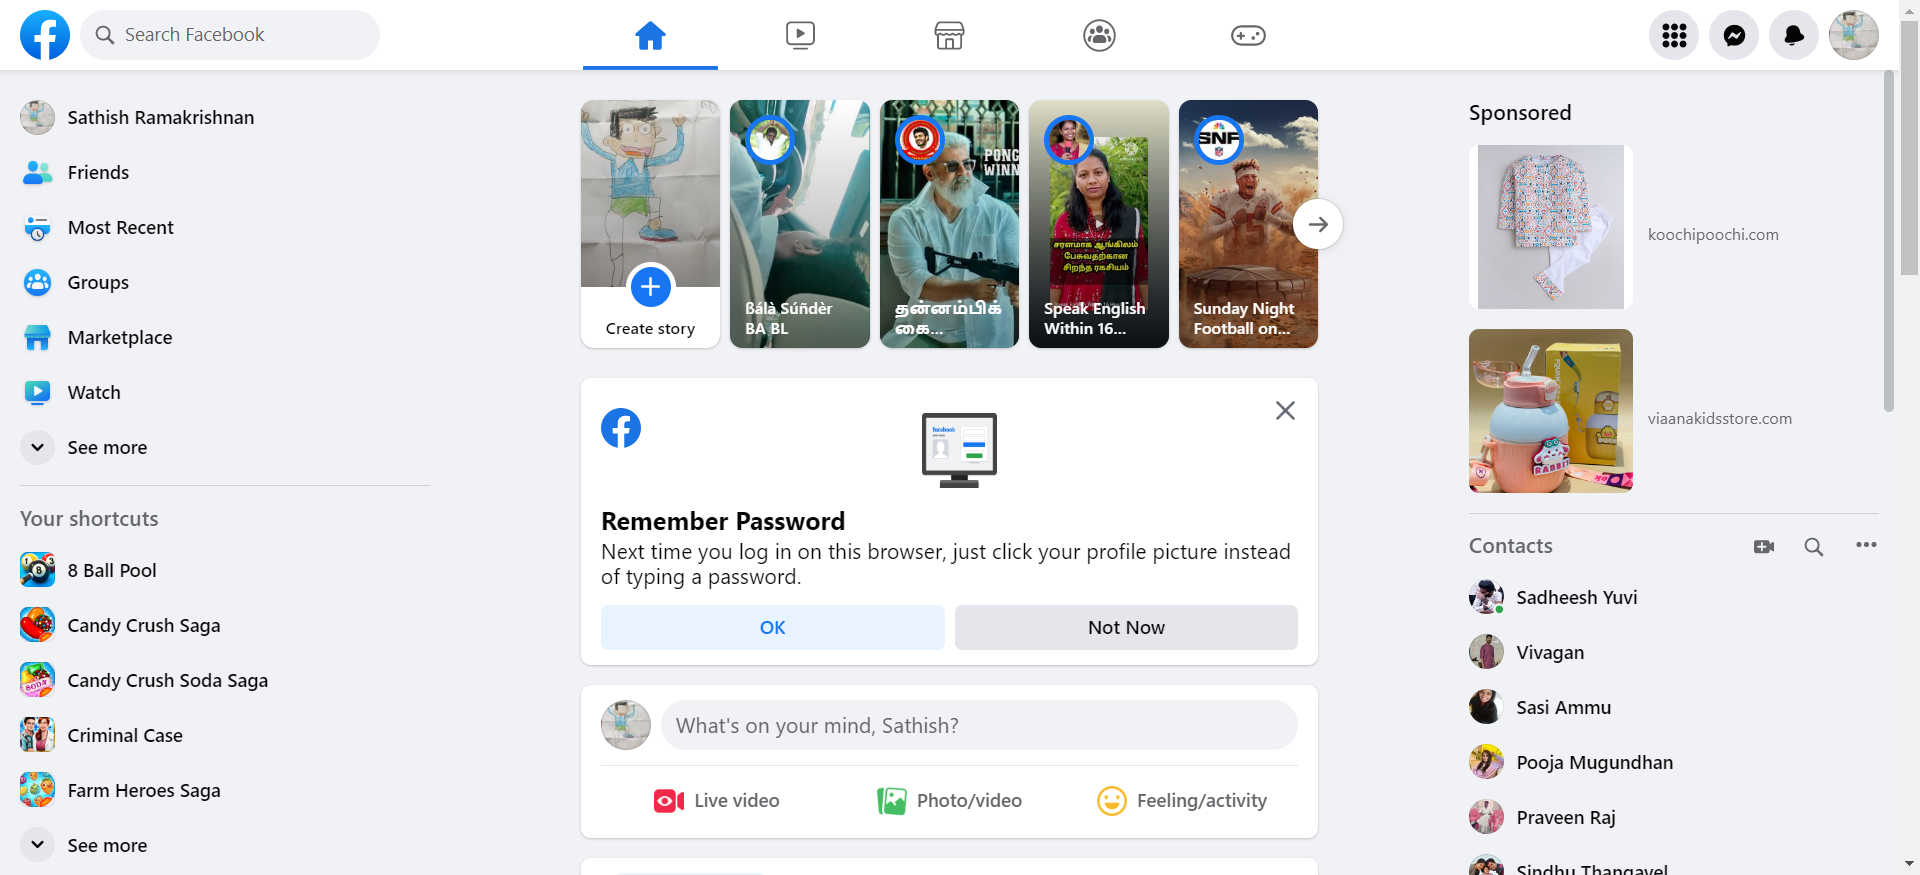 Search Facebook
Sathish Ramakrishnan
Friends
Most Recent
Groups
Marketplace
Watch
See more
Your shortcuts
8 Ball Pool
Candy Crush Saga
Candy Crush Soda Saga
Criminal Case
Farm Heroes Saga
See more
Create story
ßálà Súñdèr
BA BL
PONG
WINN
தன்னம்பிக்
கை...
சரளமாக ஆங்கிலம்
பேசுவதற்கான
சிறந்த ரகசியம்
Speak English
Within 16...
SNF
Sunday Night
Football on...
facebook
Remember Password
Next time you log in on this browser, just click your profile picture instead
of typing a password.
OK
Not Now
What's on your mind, Sathish?
Live video
Photo/video
Feeling/activity
Sponsored
koochipoochi.com
RABBIT
viaanakidsstore.com
Contacts
Sadheesh Yuvi
Vivagan
Sasi Ammu
Pooja Mugundhan
Praveen Raj
Sindhu Thangavel